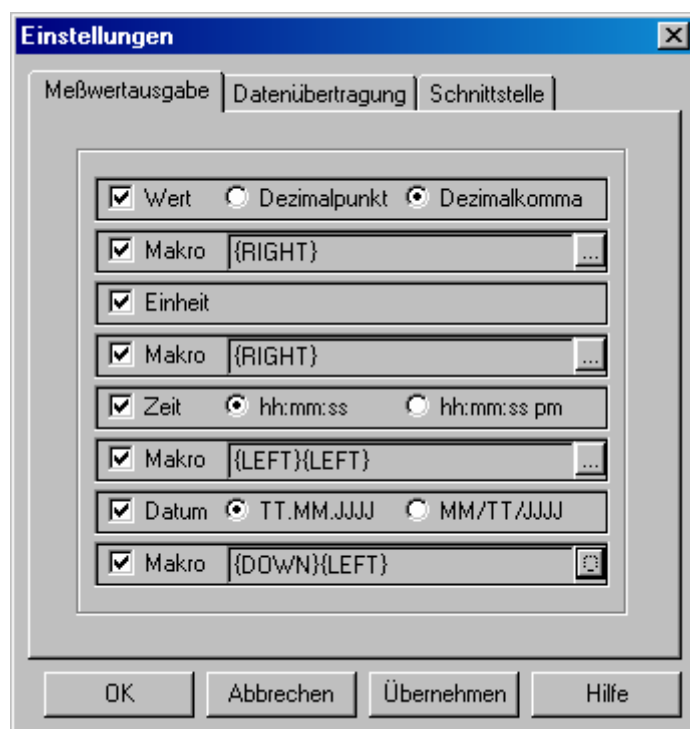 Einstellungen
Meßwertausgabe Datenübertragung Schnittstelle
Wert Dezimalpunkt Dezimalkomma
Makro {RIGHT} ...
Einheit
Makro {RIGHT} ...
Zeit hh:mm:ss hh:mm:ss pm
Makro {LEFT}{LEFT} ...
Datum TT.MM.JJJJ MM/TT/JJJJ
Makro {DOWN}{LEFT}
OK Abbrechen Übernehmen Hilfe